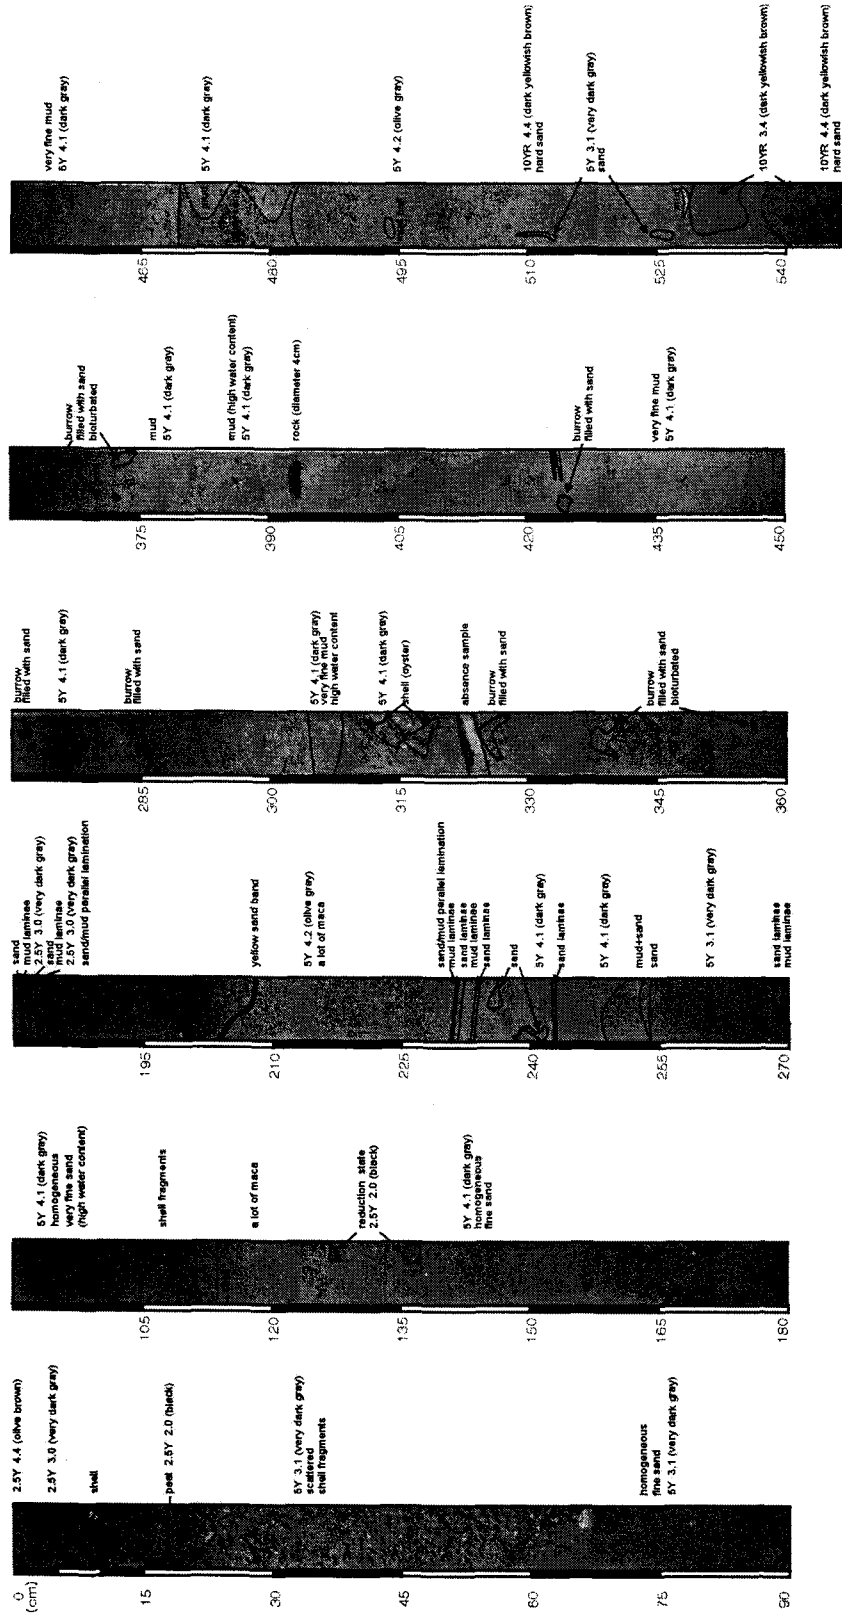 0
(cm)
15
30
45
60
75
90
2.5Y 4.4 (olive brown)
2.5Y 3.0 (very dark gray)
shell
peat 2.5Y 2.0 (black)
5Y 3.1 (very dark gray)
scattered
shell fragments
homogeneous
fine sand
5Y 3.1 (very dark gray)
105
120
135
150
165
180
5Y 4.1 (dark gray)
homogeneous
very fine sand
(high water content)
shell fragments
a lot of maca
reduction state
2.5Y 2.0 (black)
5Y 4.1 (dark gray)
homogeneous
fine sand
195
210
225
240
255
270
sand
mud laminae
2.5Y 3.0 (very dark gray)
sand
mud laminae
2.5Y 3.0 (very dark gray)
sand/mud parallel lamination
yellow sand band
5Y 4.2 (olive gray)
a lot of maca
sand/mud parallel lamination
mud laminae
sand laminae
mud laminae
sand laminae
sand
5Y 4.1 (dark gray)
sand laminae
5Y 4.1 (dark gray)
mud+sand
sand
5Y 3.1 (very dark gray)
sand laminae
mud laminae
285
300
315
330
345
360
burrow
filled with sand
5Y 4.1 (dark gray)
burrow
filled with sand
5Y 4.1 (dark gray)
very fine mud
high water content
5Y 4.1 (dark gray)
shell (oyster)
absence sample
burrow
filled with sand
burrow
filled with sand
bioturbated
375
390
405
420
435
450
burrow
filled with sand
bioturbated
mud
5Y 4.1 (dark gray)
mud (high water content)
5Y 4.1 (dark gray)
rock (diameter 4cm)
burrow
filled with sand
very fine mud
5Y 4.1 (dark gray)
465
480
495
510
525
540
very fine mud
5Y 4.1 (dark gray)
5Y 4.1 (dark gray)
5Y 4.2 (olive gray)
10YR 4.4 (dark yellowish brown)
hard sand
5Y 3.1 (very dark gray)
sand
10YR 3.4 (dark yellowish brown)
10YR 4.4 (dark yellowish brown)
hard sand